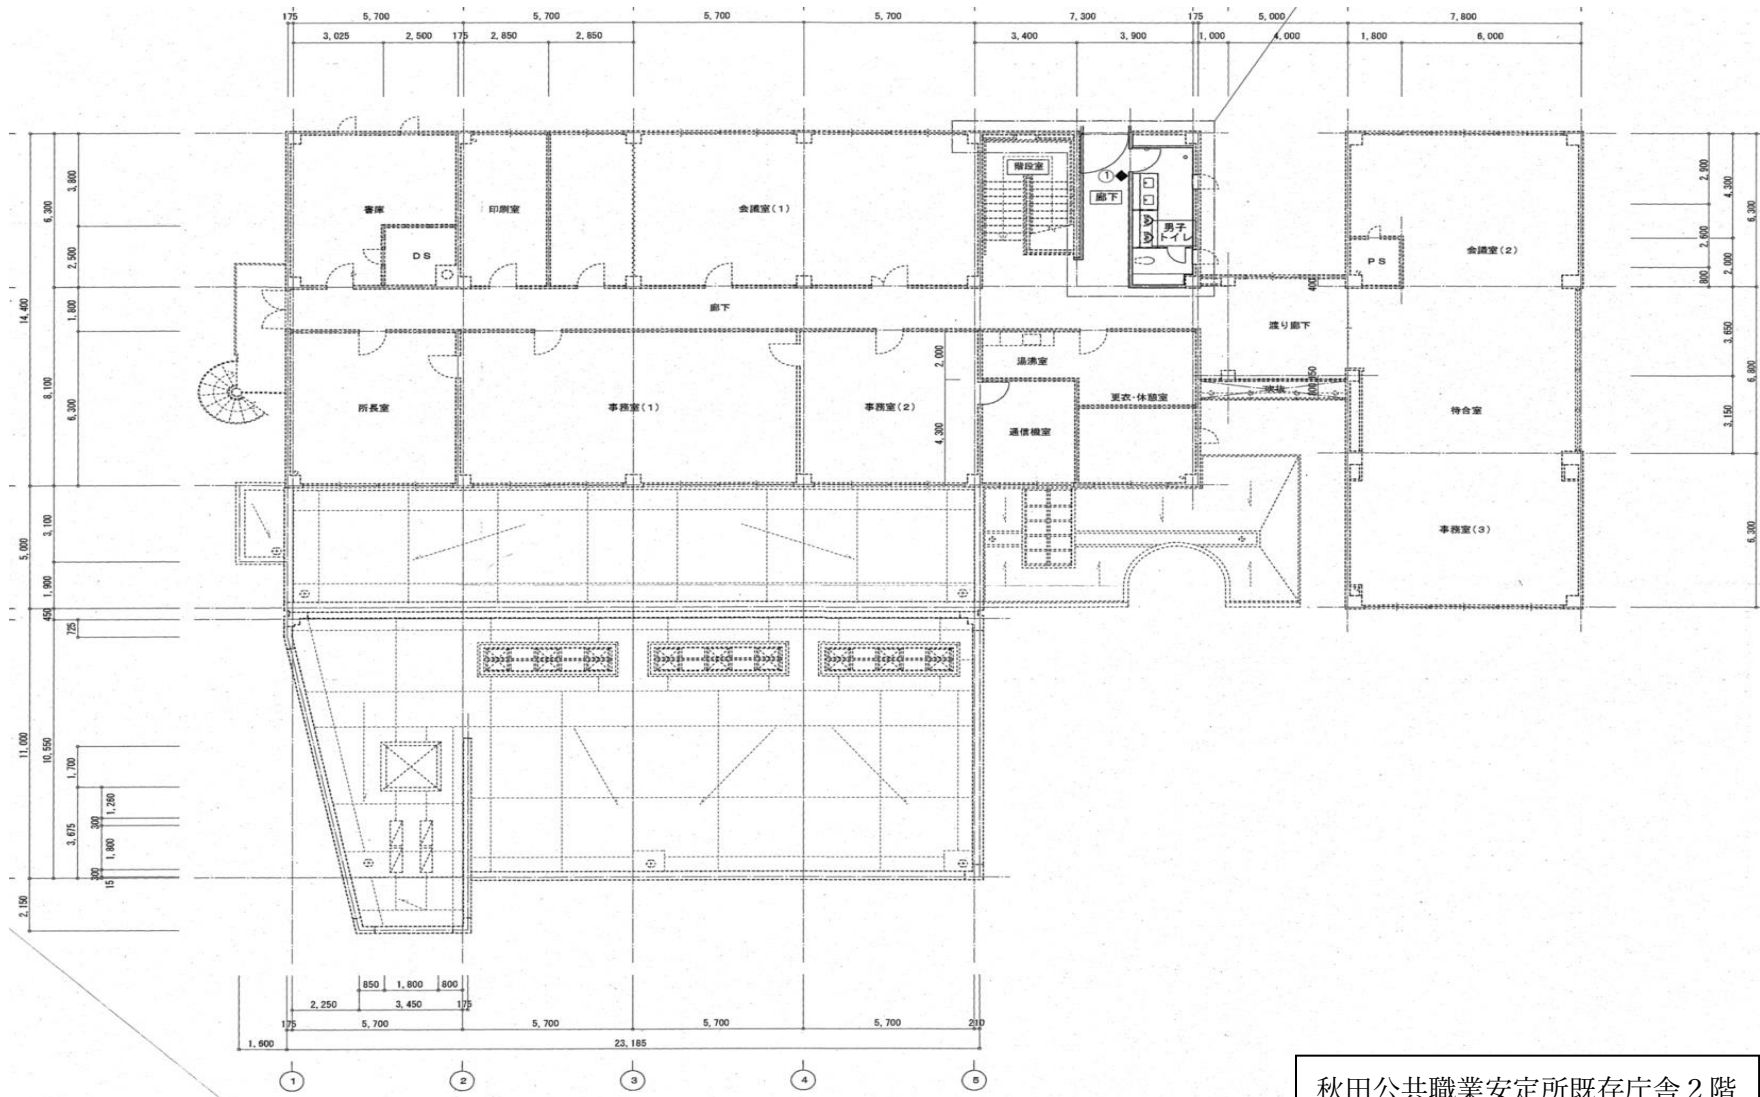 175 5,700 5,700 5,700 5,700 7,300 175 5,000 7,800
3,025 2,500 175 2,850 2,850 3,400 3,900 1,000 4,000 1,800 6,000
階段室
① 廊下
書庫 印刷室 会議室(1)
男子
トイレ
会議室(2)
DS
PS
廊下
渡り廊下
湯沸室
所長室 事務室(1) 事務室(2)
更衣・休憩室
待合室
通信機室
事務室(3)
14,400
5,000
11,000
2,150
6,300
8,100
450
10,550
3,800
2,500
1,800
6,300
3,100
1,900
725
1,700
3,675
1,260
300
1,800
300
15
2,000
4,300
400
2,900
2,600
800
4,300
2,000
3,650
3,150
6,300
6,800
6,300
850 1,800 800
2,250 3,450 175
175 5,700 5,700 5,700 5,700 210
1,600 23,185
1 2 3 4 5
秋田公共職業安定所既存庁舎2階